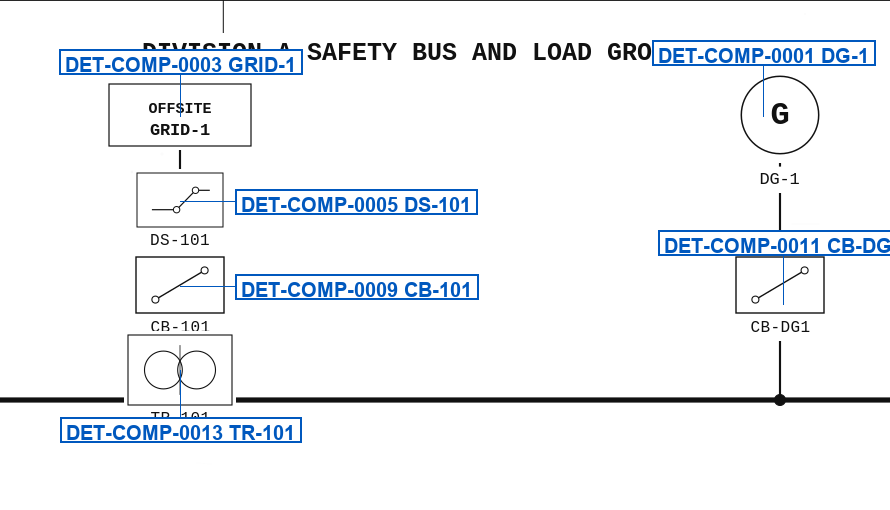 DIVISION A SAFETY BUS AND LOAD GRO
DET-COMP-0003 GRID-1
DET-COMP-0001 DG-1
OFFSITE
GRID-1
G
DG-1
DET-COMP-0005 DS-101
DS-101
DET-COMP-0011 CB-DG
DET-COMP-0009 CB-101
CB-101
CB-DG1
TR-101
DET-COMP-0013 TR-101